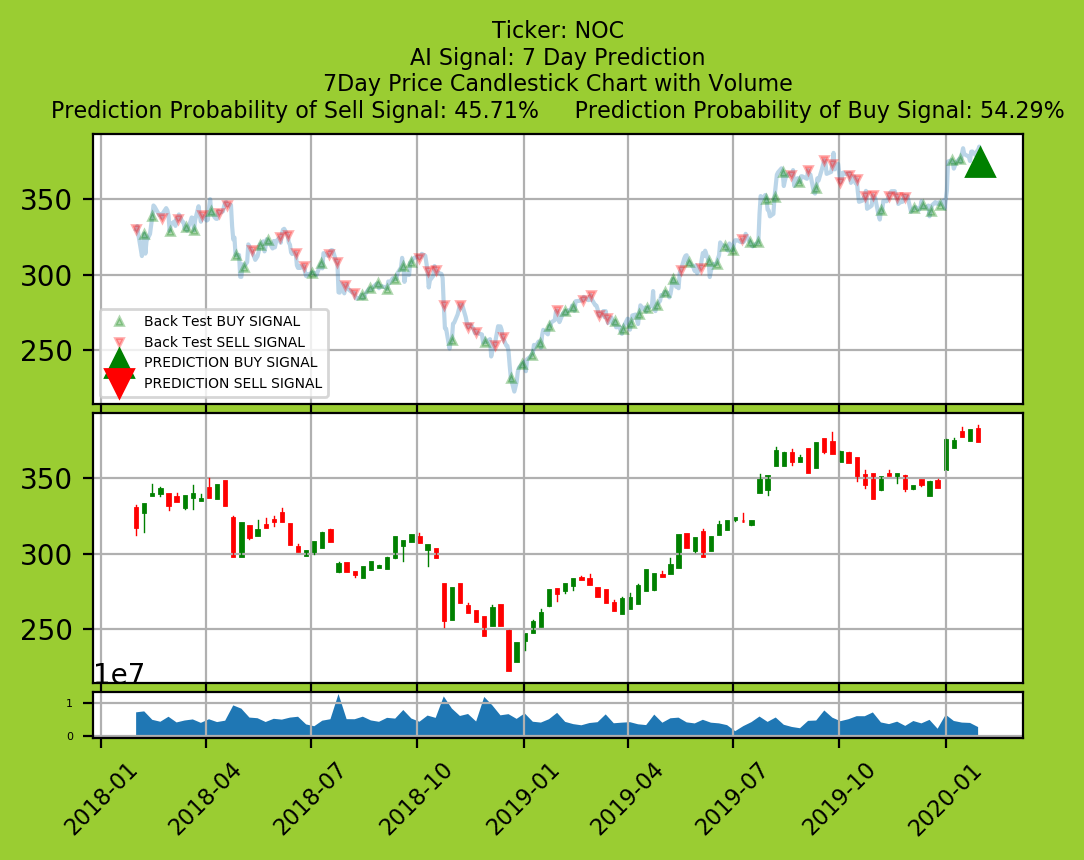 Ticker: NOC
AI Signal: 7 Day Prediction
7Day Price Candlestick Chart with Volume
Prediction Probability of Sell Signal: 45.71%     Prediction Probability of Buy Signal: 54.29%
350
300
250
Back Test BUY SIGNAL
Back Test SELL SIGNAL
PREDICTION BUY SIGNAL
PREDICTION SELL SIGNAL
350
300
250
1e7
1
0
2018-01 2018-04 2018-07 2018-10 2019-01 2019-04 2019-07 2019-10 2020-01